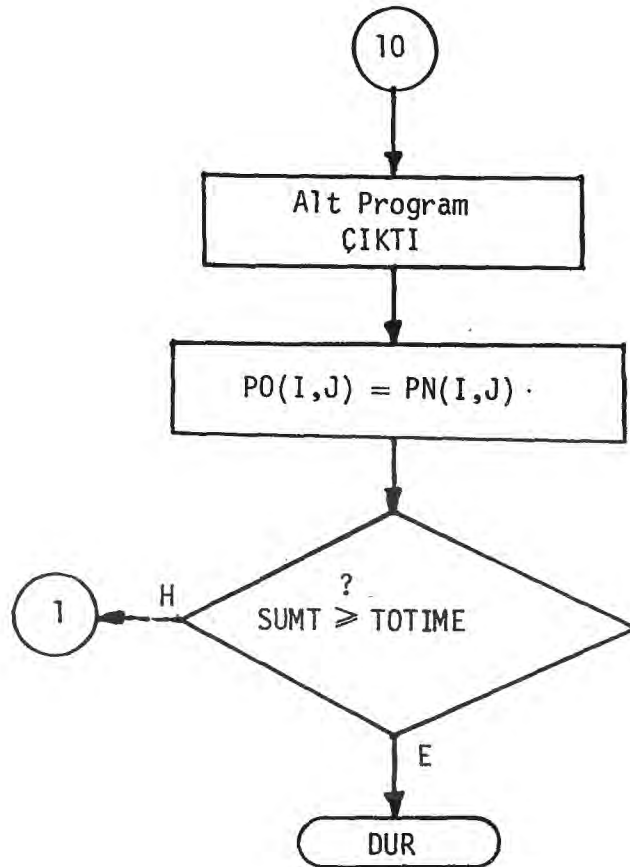 10
Alt Program
ÇIKTI
PO(I,J) = PN(I,J)
H
?
1
SUMT ⩾ TOTIME
E
DUR